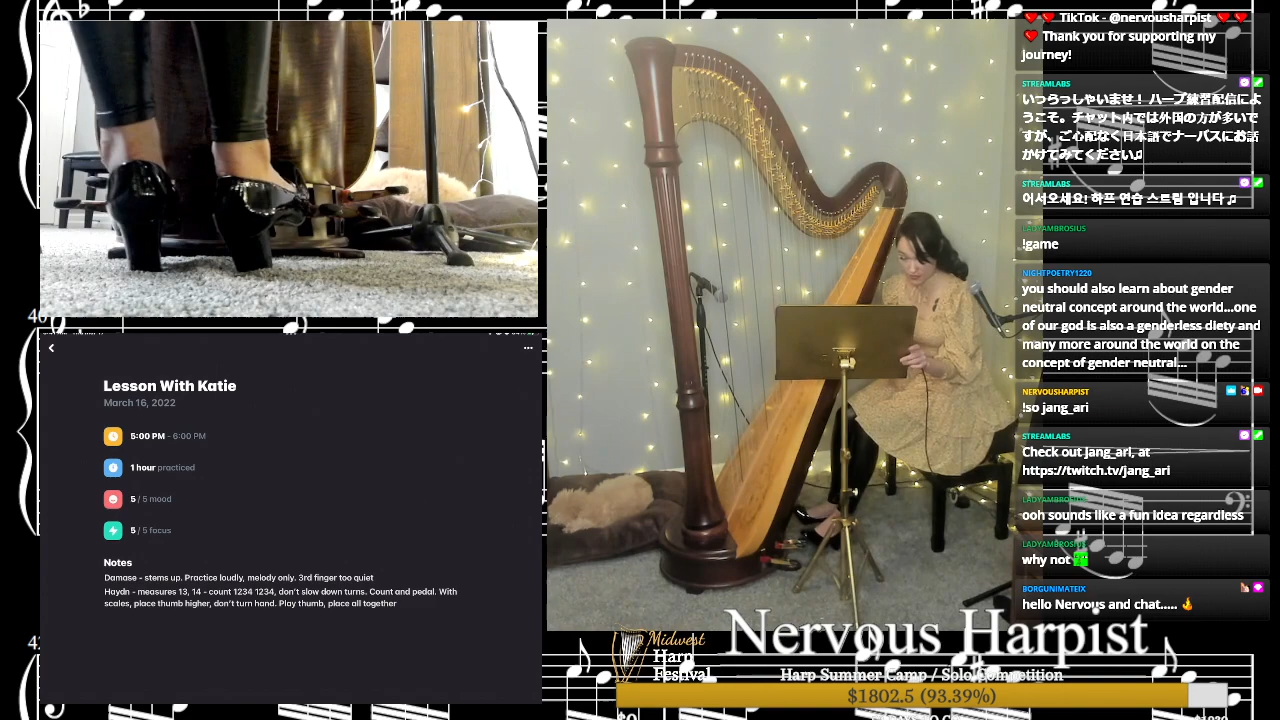 Lesson With Katie
March 16, 2022
5:00 PM - 6:00 PM
1 hour practiced
5 / 5 mood
5 / 5 focus
Notes
Damase - stems up. Practice loudly, melody only. 3rd finger too quiet
Haydn - measures 13, 14 - count 1234 1234, don't slow down turns. Count and pedal. With
scales, place thumb higher, don't turn hand. Play thumb, place all together
TikTok - @nervousharpist
Thank you for supporting my
journey!
STREAMLABS
いつらっしゃいませ！ ハープ練習配信によ
うこそ。チャット内では外国の方が多いで
すが、ご心配なく日本語でナーバスにお話
かけてみてください♫
STREAMLABS
어서오세요! 하프 연습 스트림 입니다 ♫
LADYAMBROSIUS
!game
NIGHTPOETRY1220
you should also learn about gender
neutral concept around the world...one
of our god is also a genderless diety and
many more around the world on the
concept of gender neutral...
NERVOUSHARPIST
!so jang_ari
STREAMLABS
Check out jang_ari, at
https://twitch.tv/jang_ari
LADYAMBROSIUS
ooh sounds like a fun idea regardless
LADYAMBROSIUS
why not
BORGUNIMATEIX
hello Nervous and chat.....
Nervous Harpist
Midwest
Harp
Festival
Harp Summer Camp / Solo Competition
$1802.5 (93.39%)